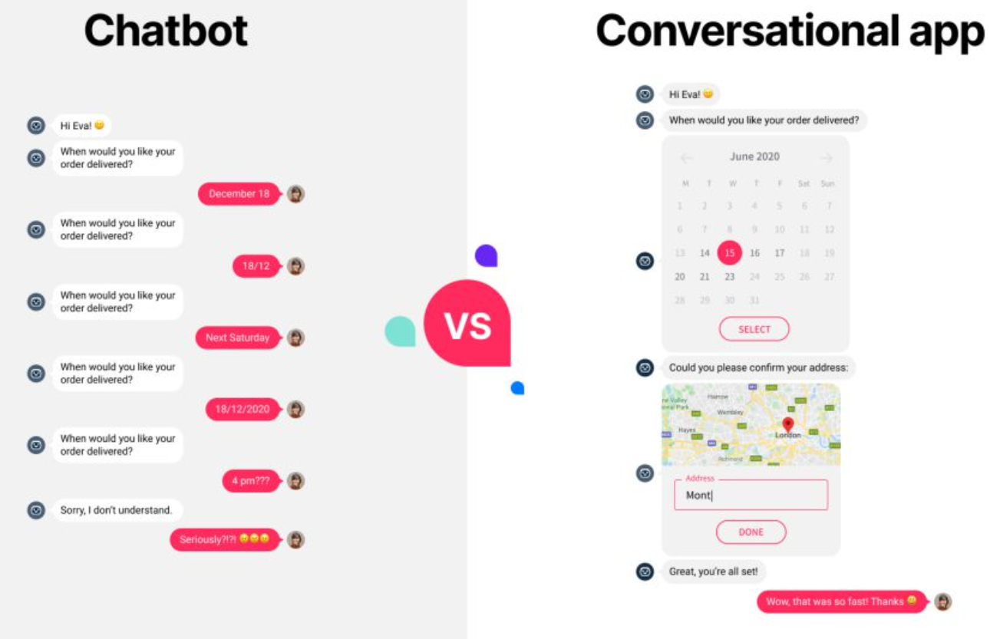 Chatbot
Hi Eva! 😊
When would you like your
order delivered?
December 18
When would you like your
order delivered?
18/12
When would you like your
order delivered?
Next Saturday
When would you like your
order delivered?
18/12/2020
When would you like your
order delivered?
4 pm???
Sorry, I don't understand.
Seriously?!?! 😠😠😠
VS
Conversational app
Hi Eva! 😊
When would you like your order delivered?
June 2020
M T W T F Sat Sun
1 2 3 4 5 6 7
6 7 8 9 10 11 12
13 14 15 16 17 18 19
20 21 23 24 25 26 27
28 29 30 31
SELECT
Could you please confirm your address:
Harrow
Wembley
Hayes
London
Richmond
Address
Mont
DONE
Great, you're all set!
Wow, that was so fast! Thanks 😀